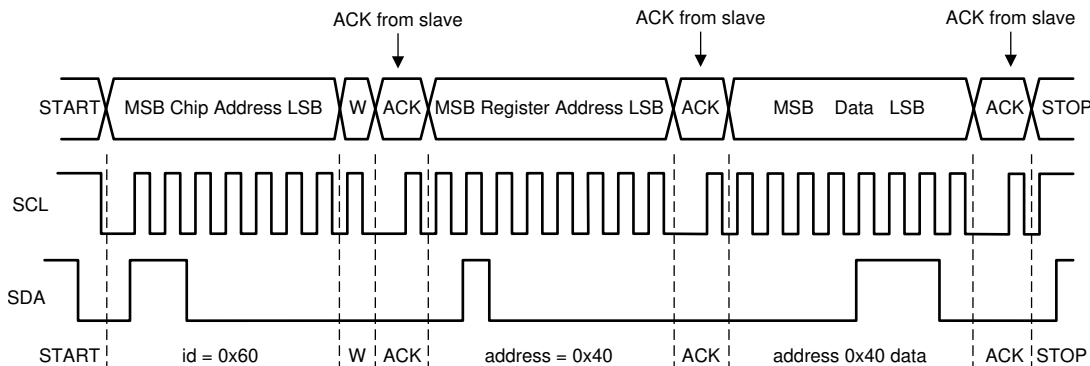 ACK from slave ACK from slave ACK from slave
START MSB Chip Address LSB W ACK MSB Register Address LSB ACK MSB Data LSB ACK STOP
SCL
SDA
START id = 0x60 W ACK address = 0x40 ACK address 0x40 data ACK STOP